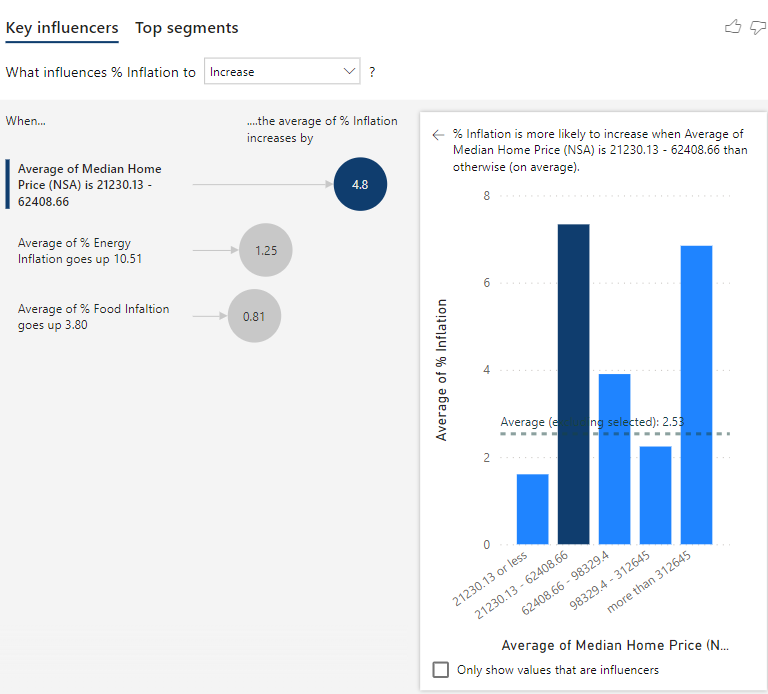 Key influencers Top segments
What influences % Inflation to Increase ?
When...
....the average of % Inflation
increases by
Average of Median Home
Price (NSA) is 21230.13 -
62408.66
4.8
Average of % Energy
Inflation goes up 10.51
1.25
Average of % Food Infaltion
goes up 3.80
0.81
% Inflation is more likely to increase when Average of
Median Home Price (NSA) is 21230.13 - 62408.66 than
otherwise (on average).
Average of % Inflation
8
6
4
2
0
Average (e ng selected): 2.53
21230.13 or less
21230.13 - 62408.66
62408.66 - 98329.4
98329.4 - 312645
more than 312645
Average of Median Home Price (N...
Only show values that are influencers